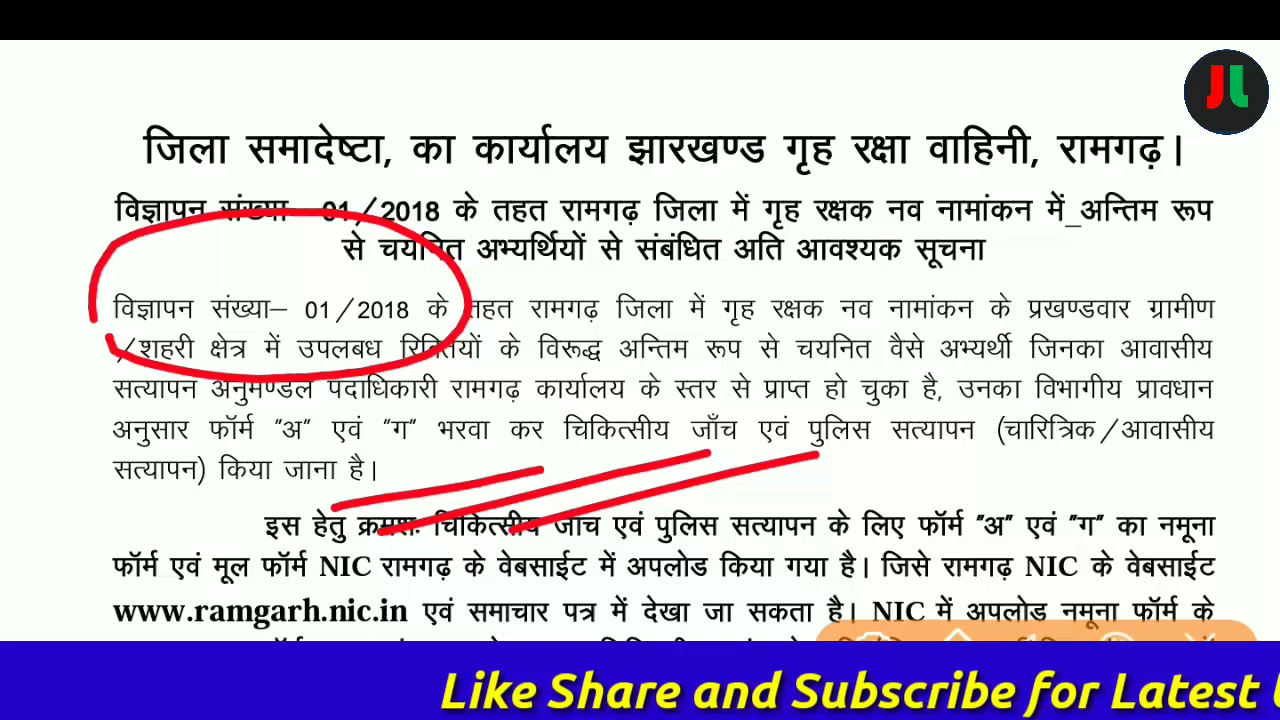 JL
जिला समादेष्टा, का कार्यालय झारखण्ड गृह रक्षा वाहिनी, रामगढ़।
विज्ञापन संख्या– 01/2018 के तहत रामगढ़ जिला में गृह रक्षक नव नामांकन में_अन्तिम रूप
से चयनित अभ्यर्थियों से संबंधित अति आवश्यक सूचना
विज्ञापन संख्या– 01/2018 के तहत रामगढ़ जिला में गृह रक्षक नव नामांकन के प्रखण्डवार ग्रामीण
/शहरी क्षेत्र में उपलबध रिक्तियों के विरूद्ध अन्तिम रूप से चयनित वैसे अभ्यर्थी जिनका आवासीय
सत्यापन अनुमण्डल पदाधिकारी रामगढ़ कार्यालय के स्तर से प्राप्त हो चुका है, उनका विभागीय प्रावधान
अनुसार फॉर्म "अ" एवं "ग" भरवा कर चिकित्सीय जाँच एवं पुलिस सत्यापन (चारित्रिक/आवासीय
सत्यापन) किया जाना है।
इस हेतु क्रमशः चिकित्सीय जाँच एवं पुलिस सत्यापन के लिए फॉर्म "अ" एवं "ग" का नमूना
फॉर्म एवं मूल फॉर्म NIC रामगढ़ के वेबसाईट में अपलोड किया गया है। जिसे रामगढ़ NIC के वेबसाईट
www.ramgarh.nic.in एवं समाचार पत्र में देखा जा सकता है। NIC में अपलोड नमूना फॉर्म के
Like Share and Subscribe for Latest